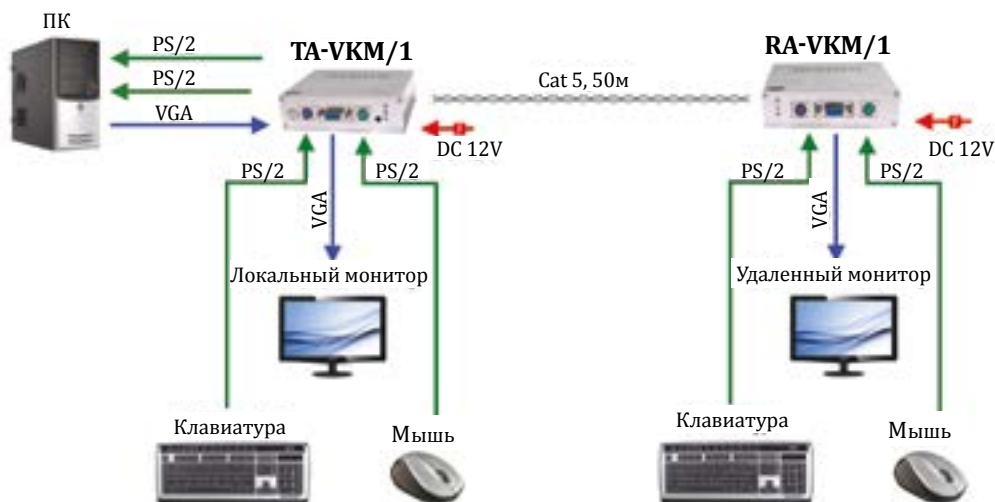 ПК
PS/2
TA-VKM/1
RA-VKM/1
PS/2
Cat 5, 50м
VGA
DC 12V
DC 12V
PS/2
PS/2
PS/2
PS/2
VGA
VGA
Локальный монитор
Удаленный монитор
Клавиатура
Мышь
Клавиатура
Мышь